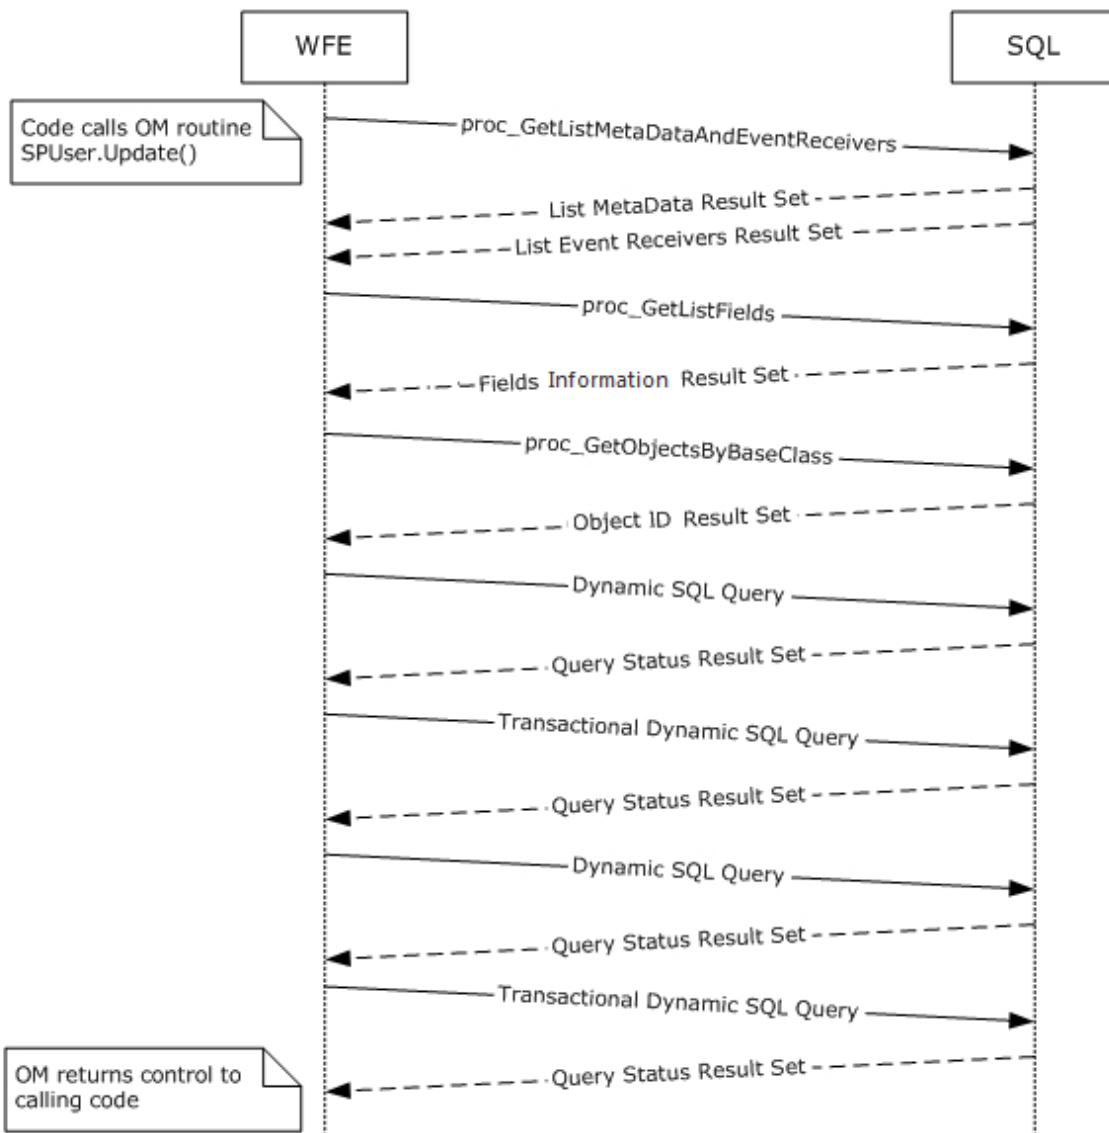 WFE
SQL
Code calls OM routine
SPUser.Update()
proc_GetListMetaDataAndEventReceivers
List MetaData Result Set
List Event Receivers Result Set
proc_GetListFields
Fields Information Result Set
proc_GetObjectsByBaseClass
Object ID Result Set
Dynamic SQL Query
Query Status Result Set
Transactional Dynamic SQL Query
Query Status Result Set
Dynamic SQL Query
Query Status Result Set
Transactional Dynamic SQL Query
Query Status Result Set
OM returns control to
calling code